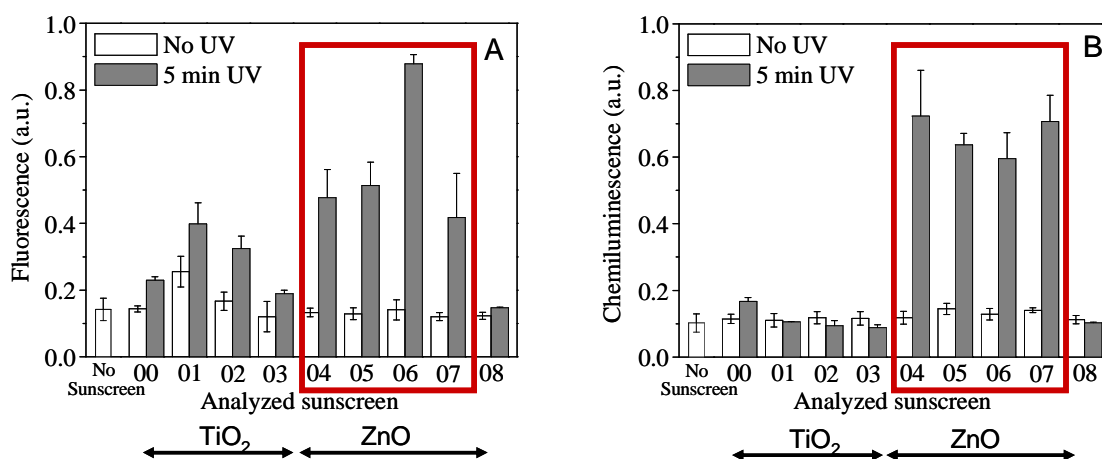 A
No UV
5 min UV
Fluorescence (a.u.)
1.0
0.8
0.6
0.4
0.2
0.0
No Sunscreen 00 01 02 03 04 05 06 07 08
Analyzed sunscreen
TiO2 ZnO
B
No UV
5 min UV
Chemiluminescence (a.u.)
1.0
0.8
0.6
0.4
0.2
0.0
No Sunscreen 00 01 02 03 04 05 06 07 08
Analyzed sunscreen
TiO2 ZnO